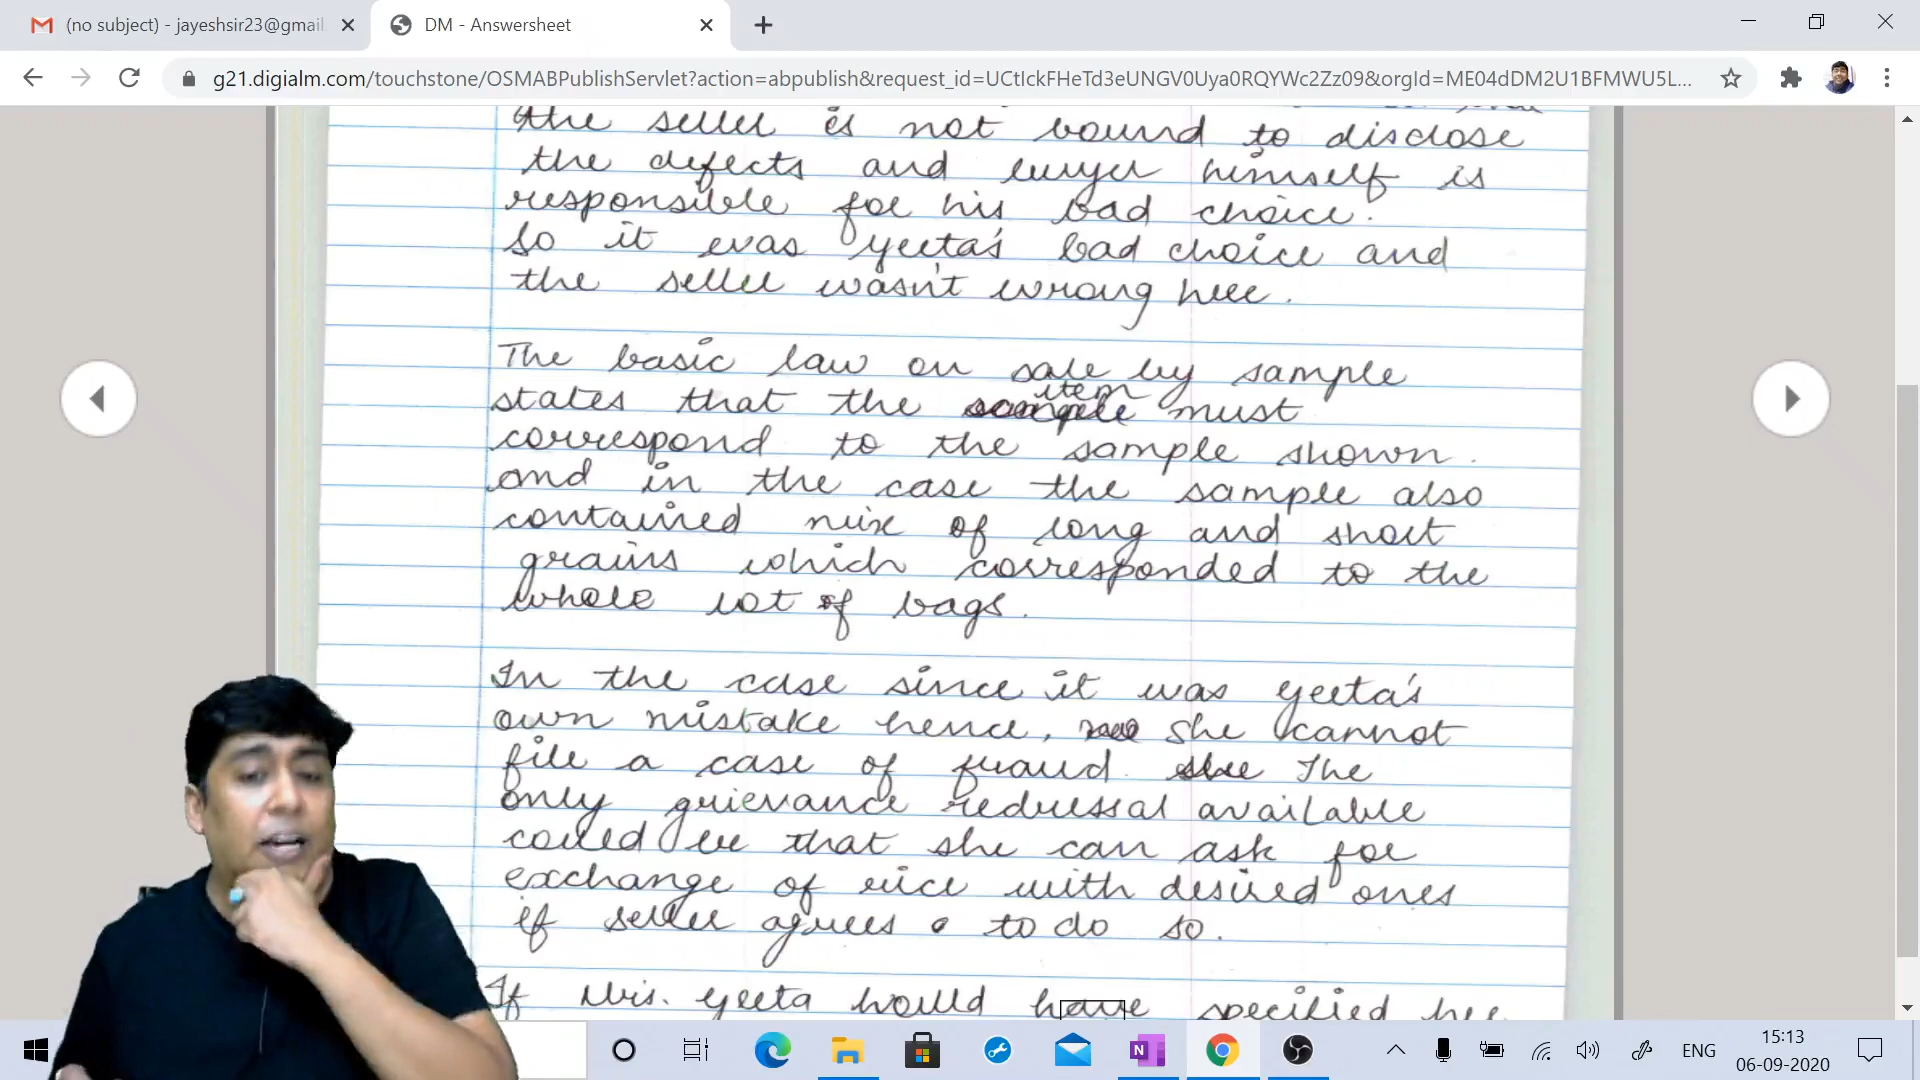 (no subject) - jayeshsir23@gmail.
DM - Answersheet
g21.digialm.com/touchstone/OSMABPublishServlet?action=abpublish&request_id=UCtIckFHeTd3eUNGV0Uya0RQYWc2Zz09&orgId=ME04dDM2U1BFMWU5L...
the seller is not bound to disclose
the defects and buyer himself is
responsible for his bad choice.
So it was Geeta's bad choice and
the seller wasn't wrong here.
The basic law on sale by sample
states that the item must
correspond to the sample shown.
and in the case the sample also
contained mix of long and short
grains which corresponded to the
whole lot of bags.
In the case since it was Geeta's
own mistake hence, she cannot
file a case of fraud. The
only grievance redressal available
could be that she can ask for
exchange of rice with desired ones
if seller agrees to do so.
If Mrs. Geeta would have specified her
N
ENG
15:13
06-09-2020